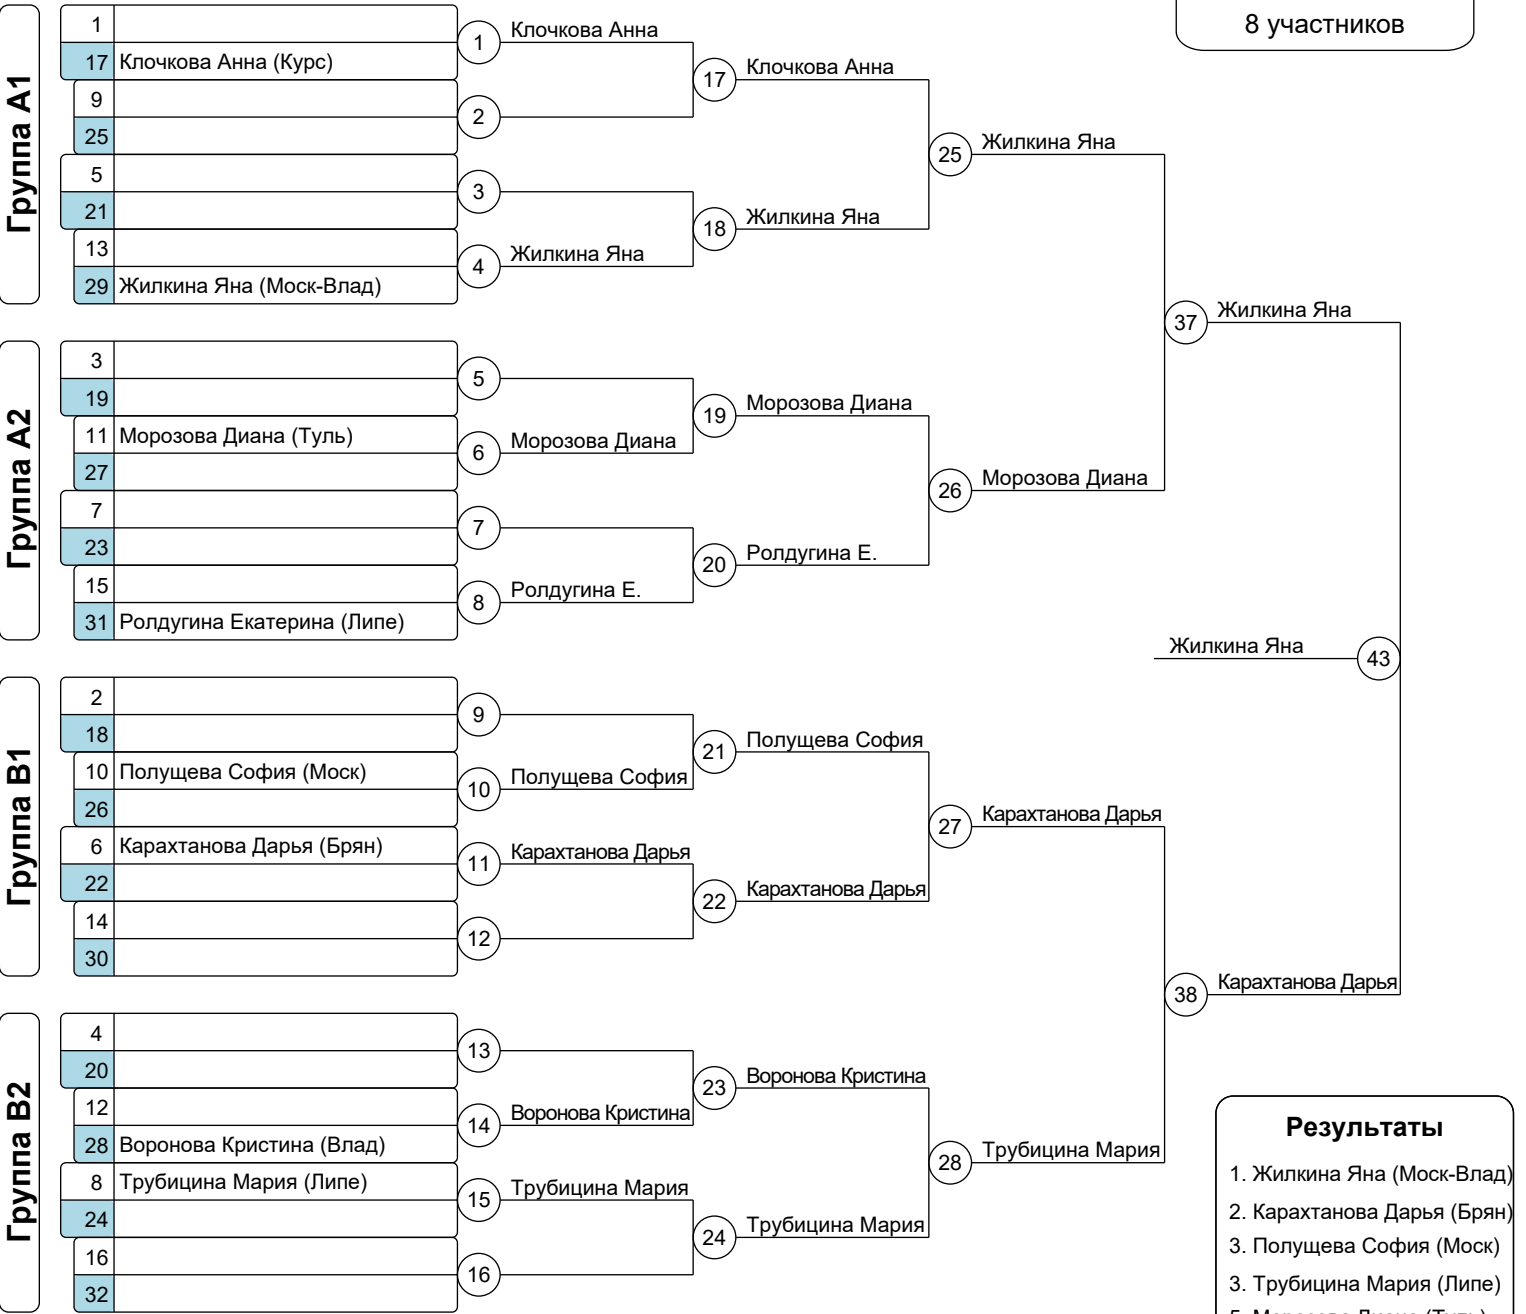 8 участников
Группа A1
1
17 Клочкова Анна (Курс)
9
25
5
21
13
29 Жилкина Яна (Моск-Влад)
1 Клочкова Анна
2
3
4 Жилкина Яна
17 Клочкова Анна
18 Жилкина Яна
25 Жилкина Яна
Группа A2
3
19
11 Морозова Диана (Туль)
27
7
23
15
31 Ролдугина Екатерина (Липе)
5
6 Морозова Диана
7
8 Ролдугина Е.
19 Морозова Диана
20 Ролдугина Е.
26 Морозова Диана
37 Жилкина Яна
Группа B1
2
18
10 Полущева София (Моск)
26
6 Карахтанова Дарья (Брян)
22
14
30
9
10 Полущева София
11 Карахтанова Дарья
12
21 Полущева София
22 Карахтанова Дарья
27 Карахтанова Дарья
Группа B2
4
20
12
28 Воронова Кристина (Влад)
8 Трубицина Мария (Липе)
24
16
32
13
14 Воронова Кристина
15 Трубицина Мария
16
23 Воронова Кристина
24 Трубицина Мария
28 Трубицина Мария
38 Карахтанова Дарья
Жилкина Яна 43
Результаты
1. Жилкина Яна (Моск-Влад)
2. Карахтанова Дарья (Брян)
3. Полущева София (Моск)
3. Трубицина Мария (Липе)
5. Морозова Диана (Туль)